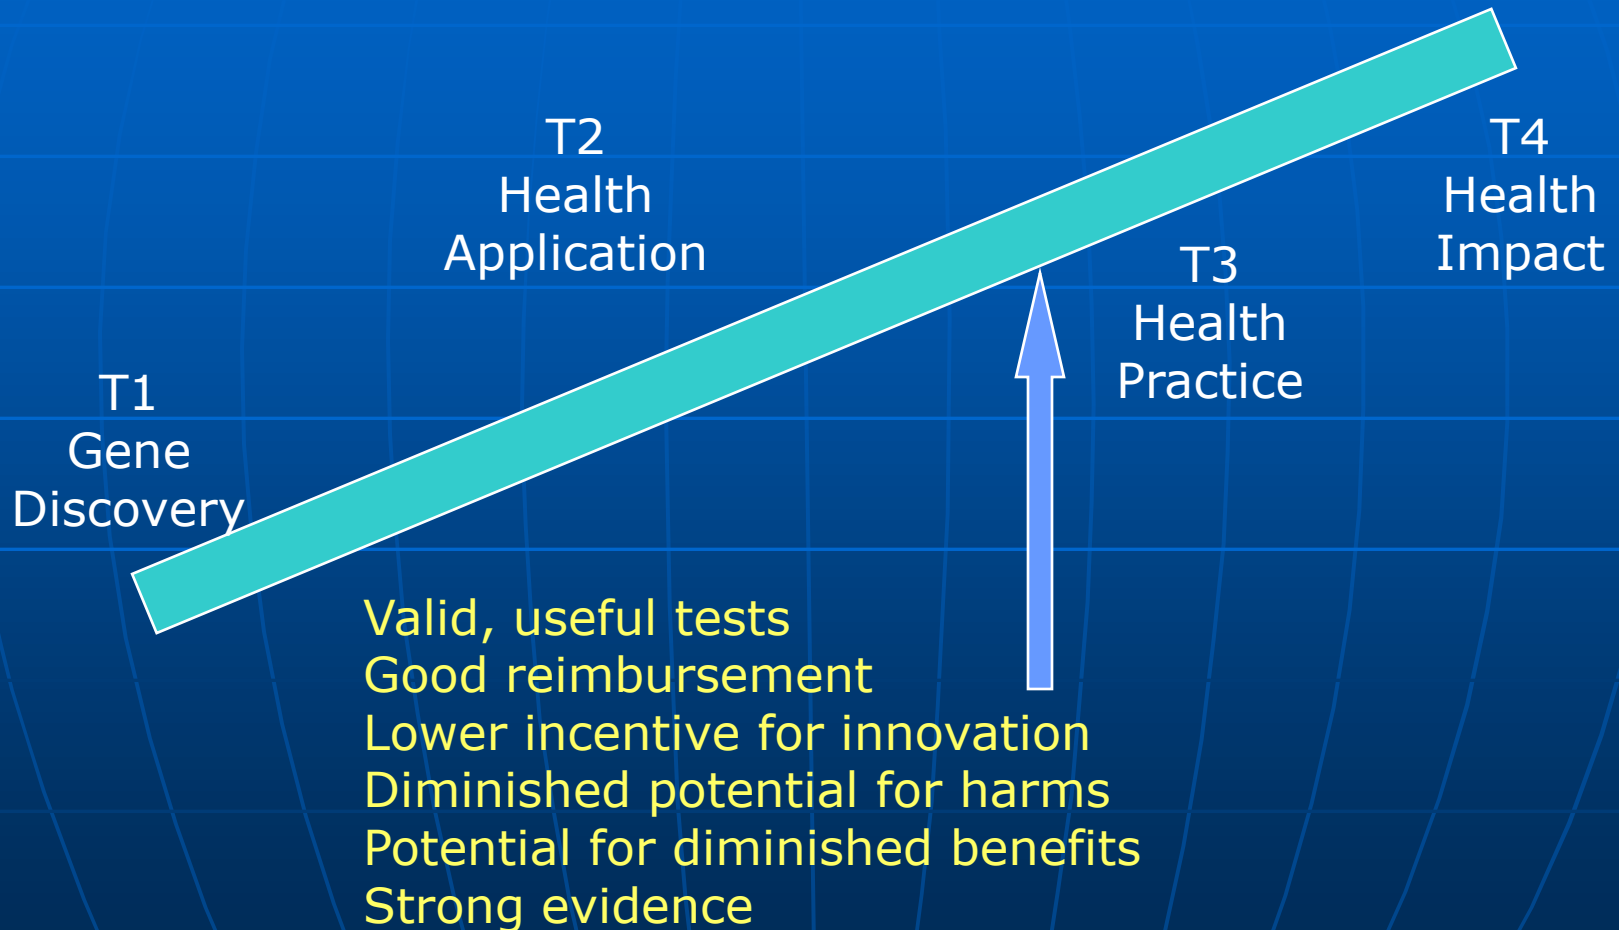 T1
Gene
Discovery
T2
Health
Application
T3
Health
Practice
T4
Health
Impact
Valid, useful tests
Good reimbursement
Lower incentive for innovation
Diminished potential for harms
Potential for diminished benefits
Strong evidence